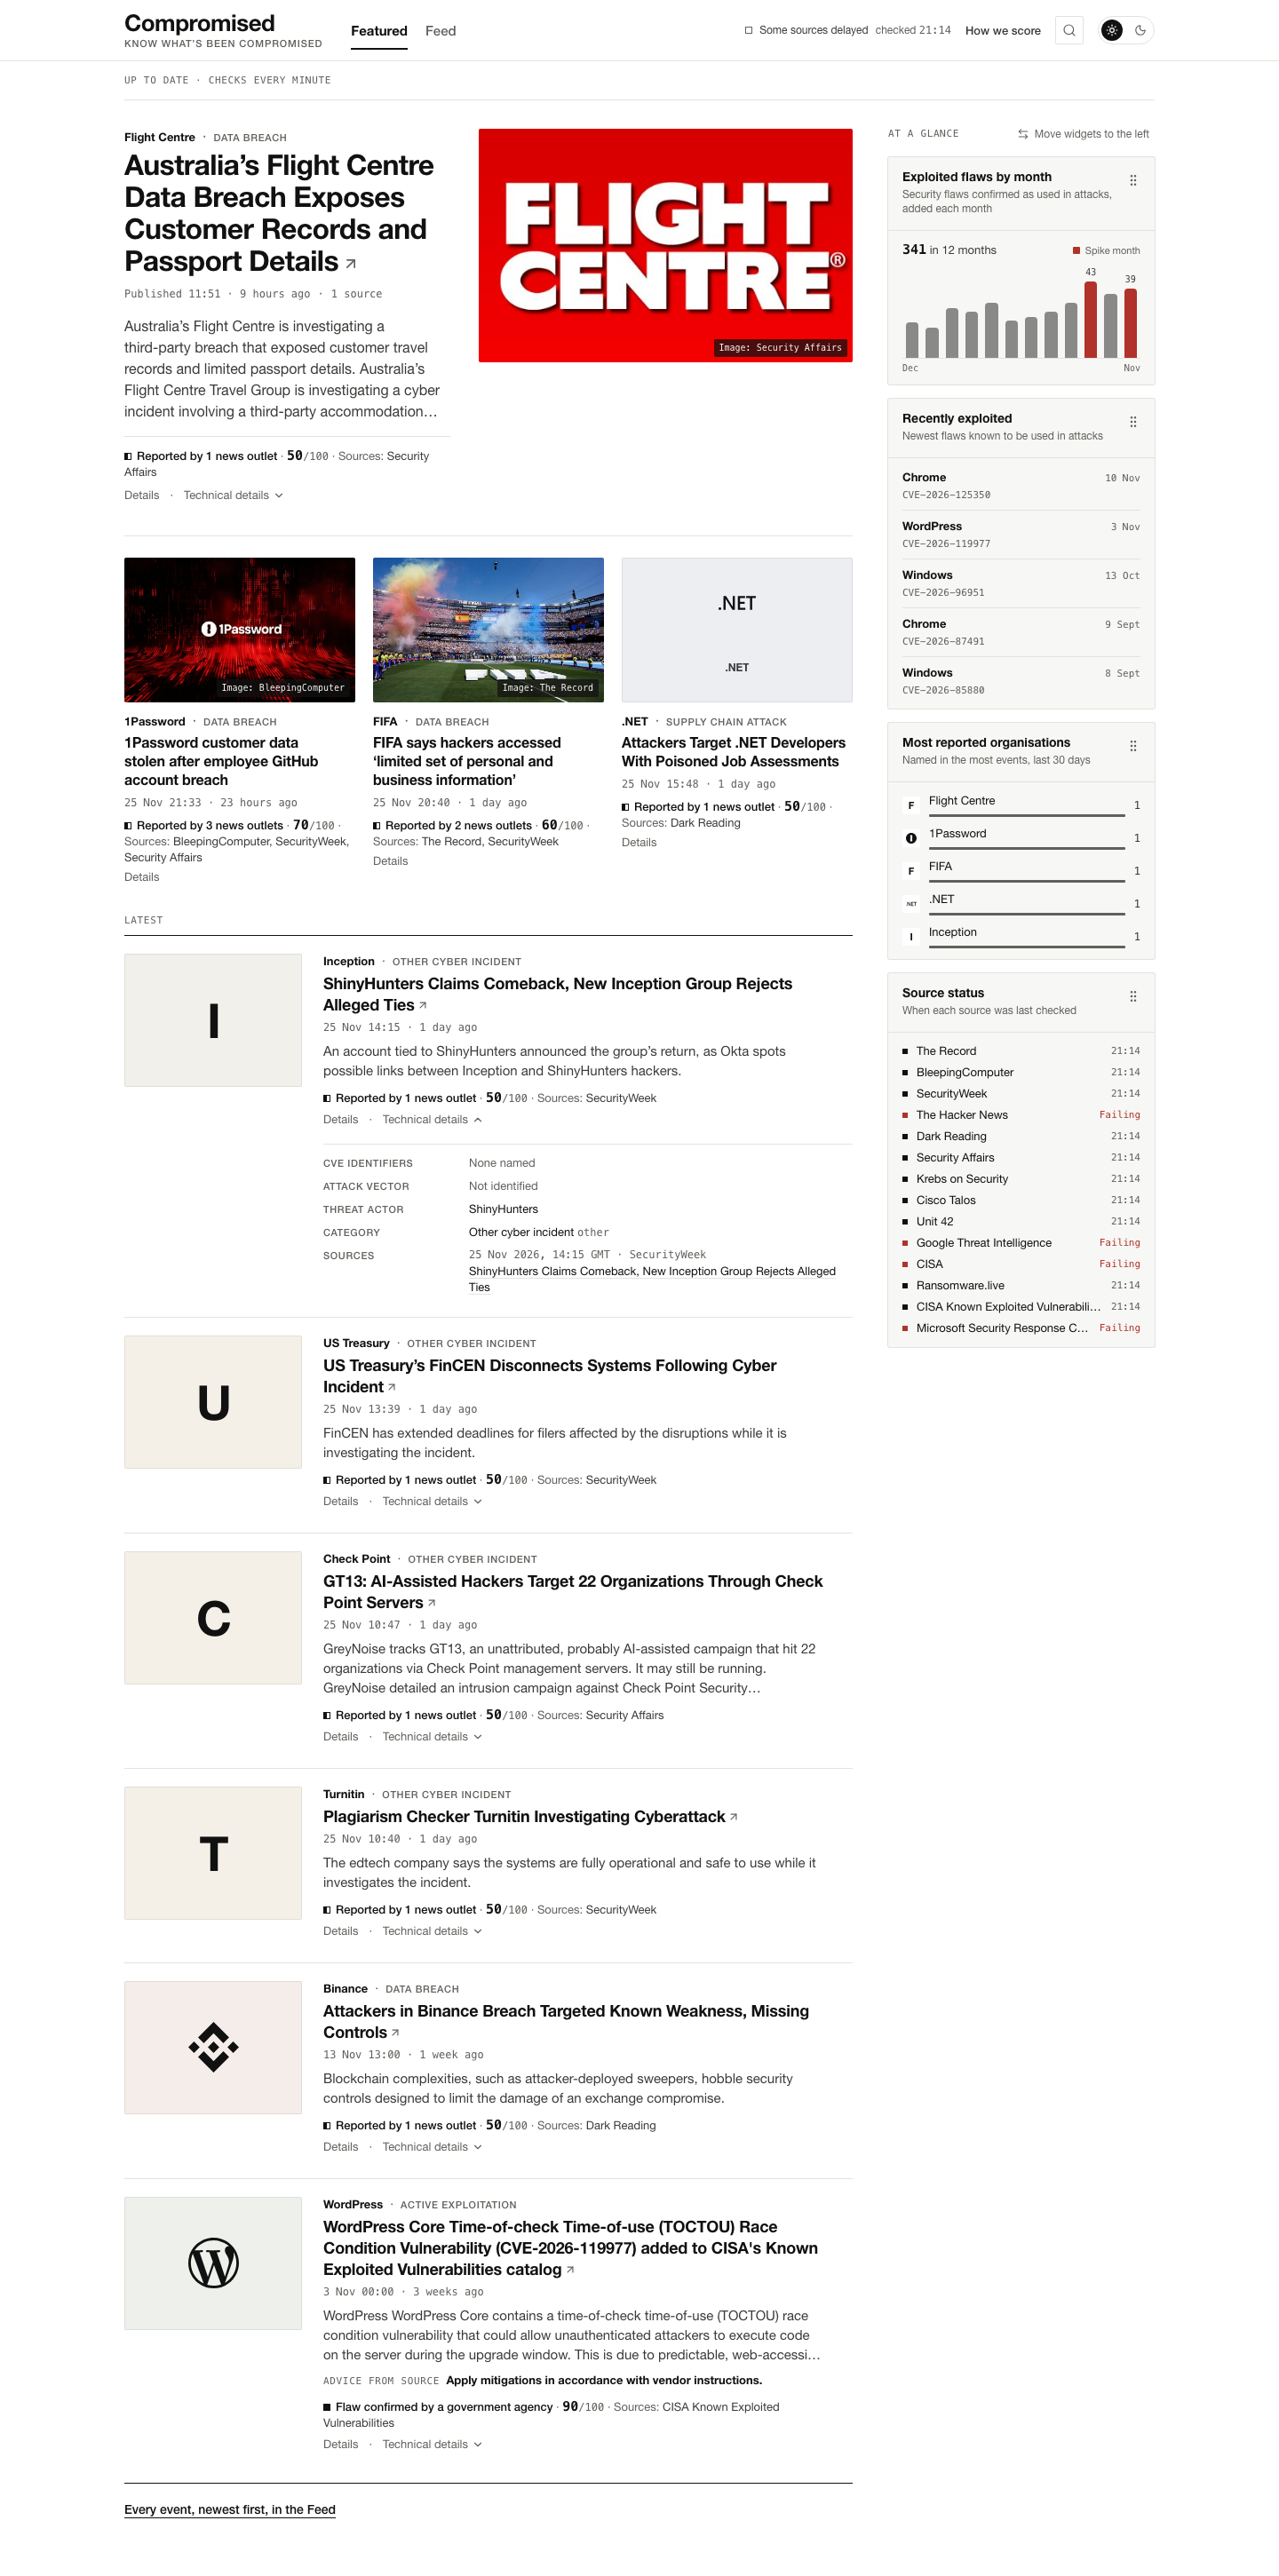 Compromised
KNOW WHAT'S BEEN COMPROMISED
Featured
Feed
Some sources delayed checked 21:14
How we score
UP TO DATE · CHECKS EVERY MINUTE
Flight Centre · DATA BREACH
Australia’s Flight Centre
Data Breach Exposes
Customer Records and
Passport Details
Published 11:51 · 9 hours ago · 1 source
Australia’s Flight Centre is investigating a
third-party breach that exposed customer travel
records and limited passport details. Australia’s
Flight Centre Travel Group is investigating a cyber
incident involving a third-party accommodation…
Reported by 1 news outlet · 50/100 · Sources: Security
Affairs
Details · Technical details
FLIGHT
CENTRE®
Image: Security Affairs
1Password
Image: BleepingComputer
1Password · DATA BREACH
1Password customer data
stolen after employee GitHub
account breach
25 Nov 21:33 · 23 hours ago
Reported by 3 news outlets · 70/100 ·
Sources: BleepingComputer, SecurityWeek,
Security Affairs
Details
Image: The Record
FIFA · DATA BREACH
FIFA says hackers accessed
‘limited set of personal and
business information’
25 Nov 20:40 · 1 day ago
Reported by 2 news outlets · 60/100 ·
Sources: The Record, SecurityWeek
Details
.NET
.NET
.NET · SUPPLY CHAIN ATTACK
Attackers Target .NET Developers
With Poisoned Job Assessments
25 Nov 15:48 · 1 day ago
Reported by 1 news outlet · 50/100 ·
Sources: Dark Reading
Details
LATEST
I
Inception · OTHER CYBER INCIDENT
ShinyHunters Claims Comeback, New Inception Group Rejects
Alleged Ties
25 Nov 14:15 · 1 day ago
An account tied to ShinyHunters announced the group’s return, as Okta spots
possible links between Inception and ShinyHunters hackers.
Reported by 1 news outlet · 50/100 · Sources: SecurityWeek
Details · Technical details
CVE IDENTIFIERS None named
ATTACK VECTOR Not identified
THREAT ACTOR ShinyHunters
CATEGORY Other cyber incident other
SOURCES 25 Nov 2026, 14:15 GMT · SecurityWeek
ShinyHunters Claims Comeback, New Inception Group Rejects Alleged
Ties
U
US Treasury · OTHER CYBER INCIDENT
US Treasury’s FinCEN Disconnects Systems Following Cyber
Incident
25 Nov 13:39 · 1 day ago
FinCEN has extended deadlines for filers affected by the disruptions while it is
investigating the incident.
Reported by 1 news outlet · 50/100 · Sources: SecurityWeek
Details · Technical details
C
Check Point · OTHER CYBER INCIDENT
GT13: AI-Assisted Hackers Target 22 Organizations Through Check
Point Servers
25 Nov 10:47 · 1 day ago
GreyNoise tracks GT13, an unattributed, probably AI-assisted campaign that hit 22
organizations via Check Point management servers. It may still be running.
GreyNoise detailed an intrusion campaign against Check Point Security…
Reported by 1 news outlet · 50/100 · Sources: Security Affairs
Details · Technical details
T
Turnitin · OTHER CYBER INCIDENT
Plagiarism Checker Turnitin Investigating Cyberattack
25 Nov 10:40 · 1 day ago
The edtech company says the systems are fully operational and safe to use while it
investigates the incident.
Reported by 1 news outlet · 50/100 · Sources: SecurityWeek
Details · Technical details
Binance · DATA BREACH
Attackers in Binance Breach Targeted Known Weakness, Missing
Controls
13 Nov 13:00 · 1 week ago
Blockchain complexities, such as attacker-deployed sweepers, hobble security
controls designed to limit the damage of an exchange compromise.
Reported by 1 news outlet · 50/100 · Sources: Dark Reading
Details · Technical details
WordPress · ACTIVE EXPLOITATION
WordPress Core Time-of-check Time-of-use (TOCTOU) Race
Condition Vulnerability (CVE-2026-119977) added to CISA's Known
Exploited Vulnerabilities catalog
3 Nov 00:00 · 3 weeks ago
WordPress WordPress Core contains a time-of-check time-of-use (TOCTOU) race
condition vulnerability that could allow unauthenticated attackers to execute code
on the server during the upgrade window. This is due to predictable, web-accessi…
ADVICE FROM SOURCE Apply mitigations in accordance with vendor instructions.
Flaw confirmed by a government agency · 90/100 · Sources: CISA Known Exploited
Vulnerabilities
Details · Technical details
Every event, newest first, in the Feed
AT A GLANCE
Move widgets to the left
Exploited flaws by month
Security flaws confirmed as used in attacks,
added each month
341 in 12 months
Spike month
43
39
Dec
Nov
Recently exploited
Newest flaws known to be used in attacks
Chrome 10 Nov
CVE-2026-125350
WordPress 3 Nov
CVE-2026-119977
Windows 13 Oct
CVE-2026-96951
Chrome 9 Sept
CVE-2026-87491
Windows 8 Sept
CVE-2026-85880
Most reported organisations
Named in the most events, last 30 days
F Flight Centre 1
1Password 1
F FIFA 1
.NET .NET 1
I Inception 1
Source status
When each source was last checked
The Record 21:14
BleepingComputer 21:14
SecurityWeek 21:14
The Hacker News Failing
Dark Reading 21:14
Security Affairs 21:14
Krebs on Security 21:14
Cisco Talos 21:14
Unit 42 21:14
Google Threat Intelligence Failing
CISA Failing
Ransomware.live 21:14
CISA Known Exploited Vulnerabili… 21:14
Microsoft Security Response C… Failing